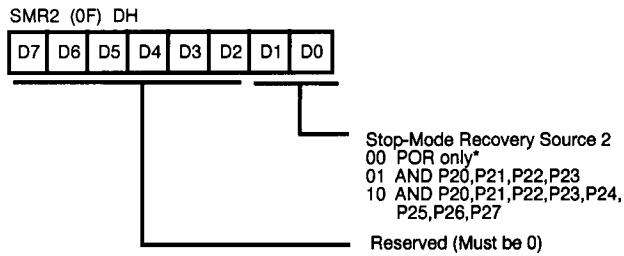 SMR2 (0F) DH
D7 D6 D5 D4 D3 D2 D1 D0
Stop-Mode Recovery Source 2
00 POR only*
01 AND P20,P21,P22,P23
10 AND P20,P21,P22,P23,P24,
P25,P26,P27
Reserved (Must be 0)